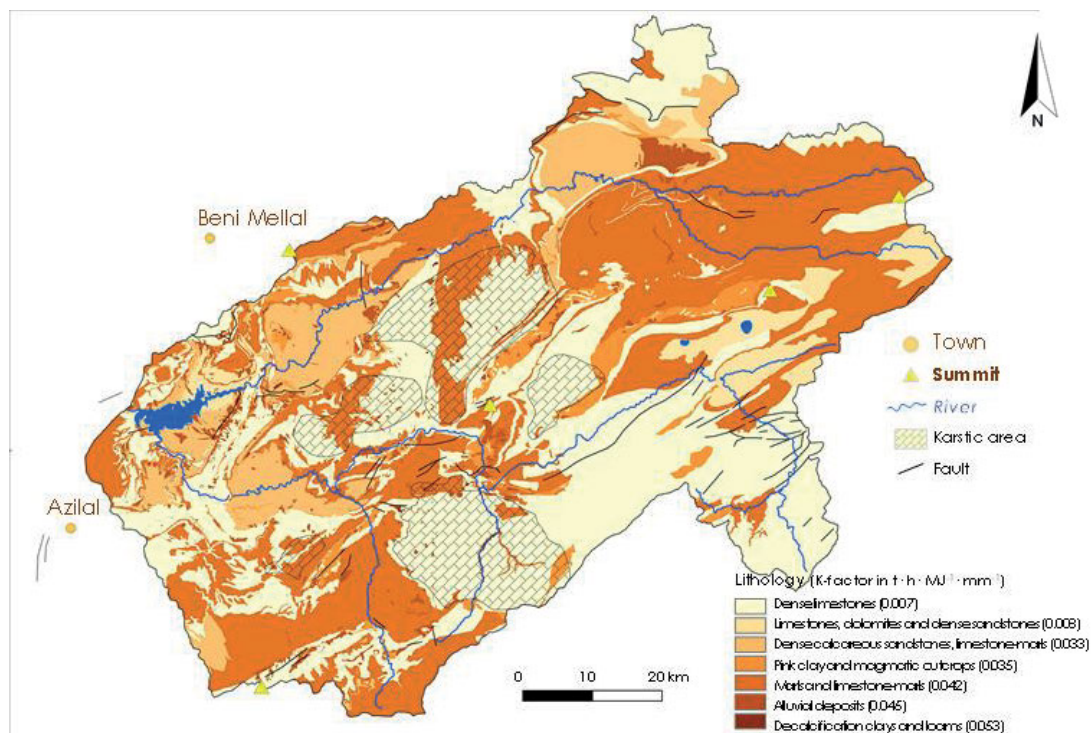 N
Beni Mellal
Town
Summit
River
Karstic area
Fault
Azilal
Lithology (K-factor in t · h · MJ⁻¹ · mm⁻¹)
Dense limestones (0.007)
Limestones, dolomites and dense sandstones (0.008)
Dense calcareous sandstones, limestone-marls (0.033)
Pink clay and magmatic outcrops (0.035)
Marls and limestone-marls (0.042)
Alluvial deposits (0.045)
Decalcification clays and loams (0.053)
0 10 20 km